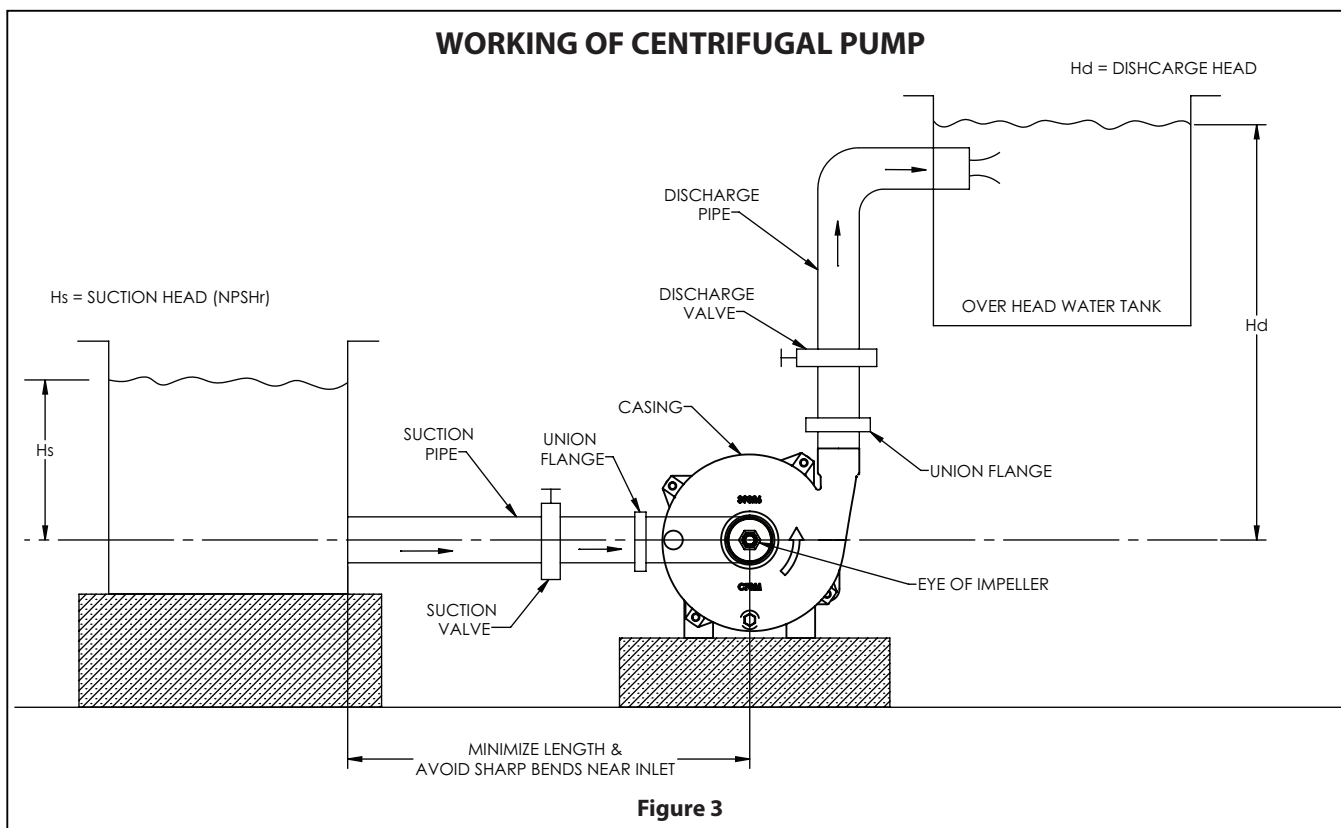 WORKING OF CENTRIFUGAL PUMP
Hd = DISHCARGE HEAD
DISCHARGE
PIPE
Hs = SUCTION HEAD (NPSHr)
DISCHARGE
VALVE
OVER HEAD WATER TANK
Hd
CASING
Hs
SUCTION
PIPE
UNION
FLANGE
UNION FLANGE
EYE OF IMPELLER
SUCTION
VALVE
MINIMIZE LENGTH &
AVOID SHARP BENDS NEAR INLET
Figure 3